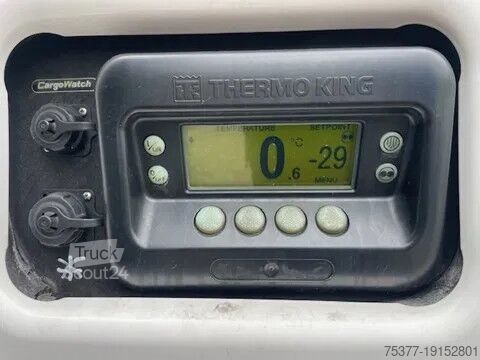 CargoWatch
THERMO KING
TEMPERATURE SETPOINT
0.6 °C -29
MENU
Truck
Scout24
75377-19152801